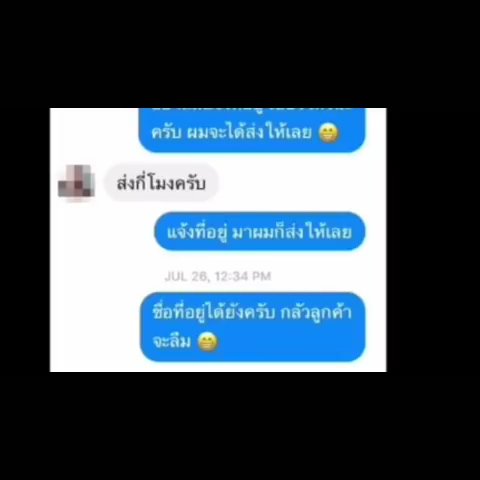 ครับ ผมจะได้ส่งให้เลย 😁
ส่งกี่โมงครับ
แจ้งที่อยู่ มาผมก็ส่งให้เลย
JUL 26, 12:34 PM
ชื่อที่อยู่ได้ยังครับ กลัวลูกค้า
จะลืม 😁